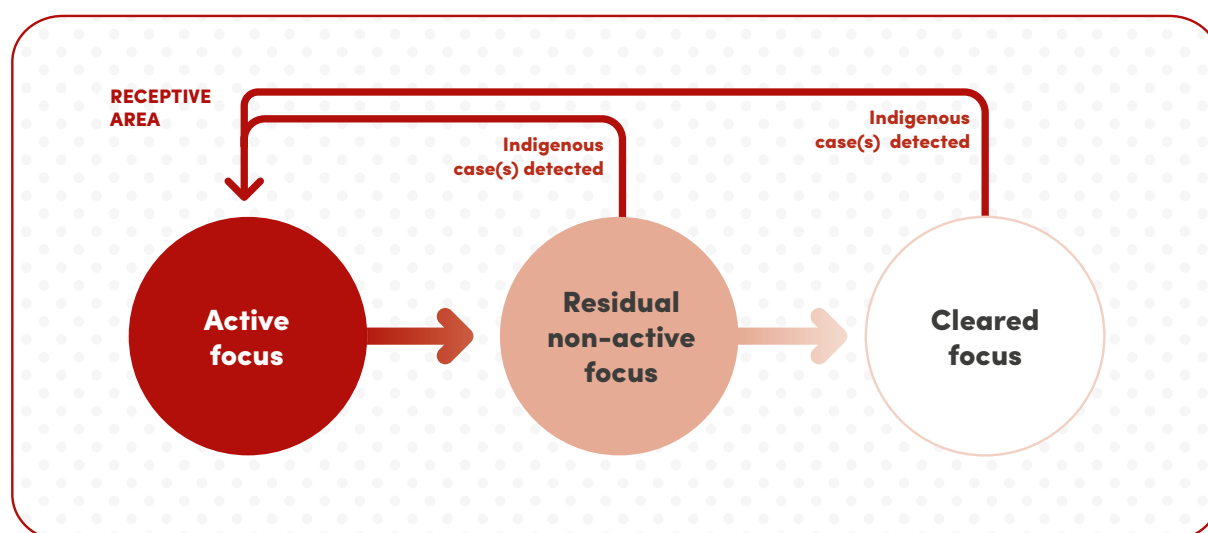 RECEPTIVE
AREA
Indigenous
case(s) detected
Indigenous
case(s) detected
Active
focus
Residual
non-active
focus
Cleared
focus